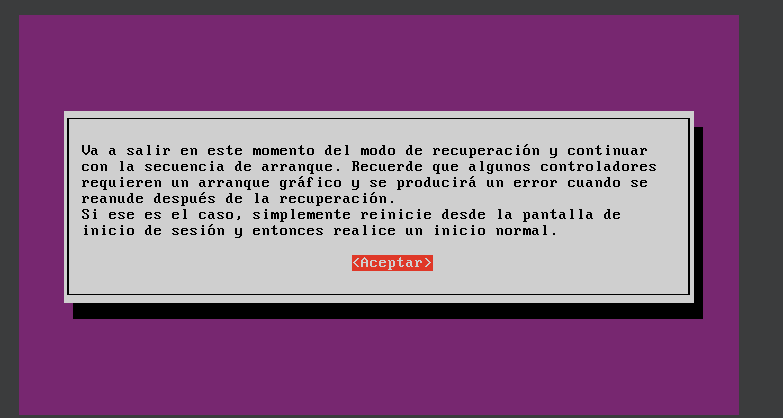 Va a salir en este momento del modo de recuperación y continuar
con la secuencia de arranque. Recuerde que algunos controladores
requieren un arranque gráfico y se producirá un error cuando se
reanude después de la recuperación.
Si ese es el caso, simplemente reinicie desde la pantalla de
inicio de sesión y entonces realice un inicio normal.
<Aceptar>